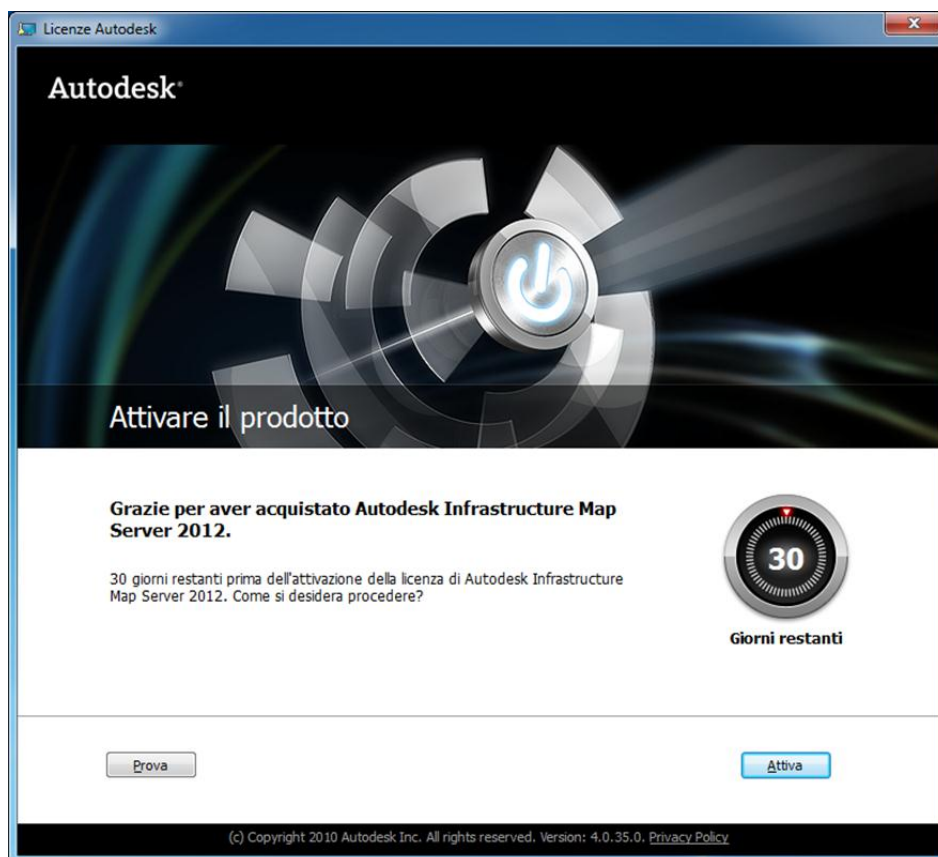 Licenze Autodesk
Autodesk®
Attivare il prodotto
Grazie per aver acquistato Autodesk Infrastructure Map
Server 2012.
30 giorni restanti prima dell'attivazione della licenza di Autodesk Infrastructure
Map Server 2012. Come si desidera procedere?
30
Giorni restanti
Prova
Attiva
(c) Copyright 2010 Autodesk Inc. All rights reserved. Version: 4.0.35.0. Privacy Policy